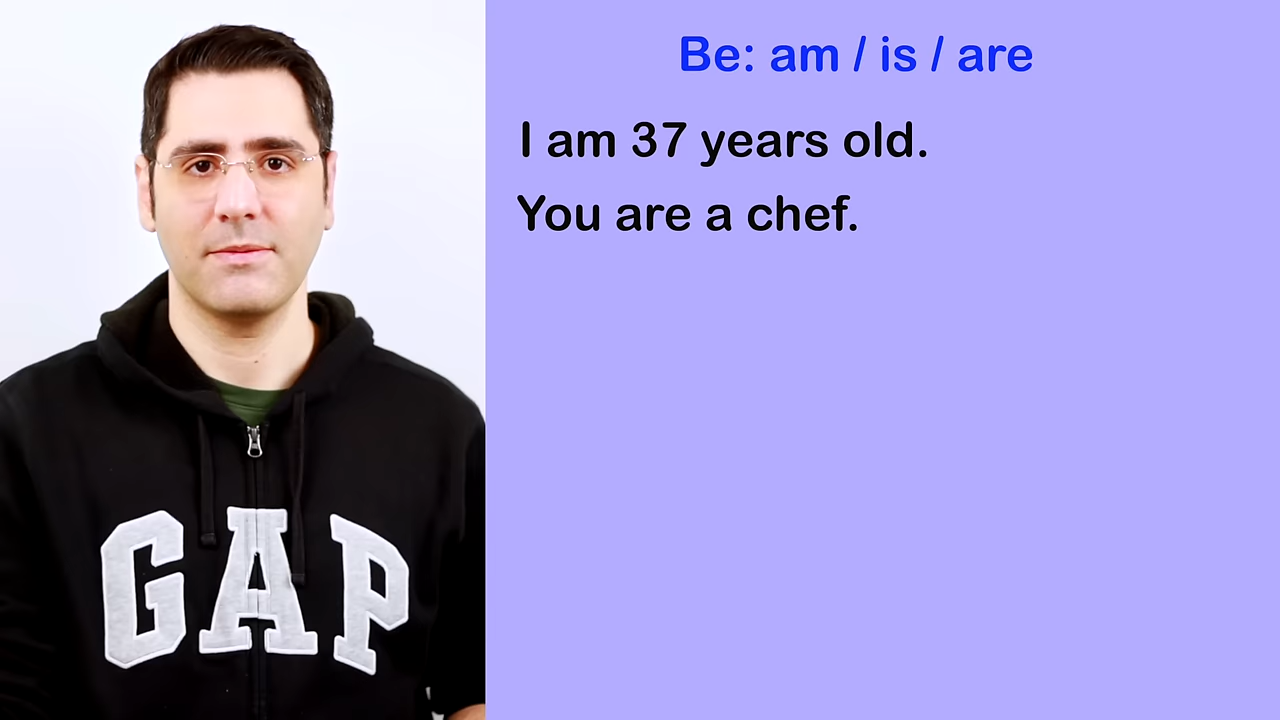 Be: am / is / are
I am 37 years old.
You are a chef.
GAP